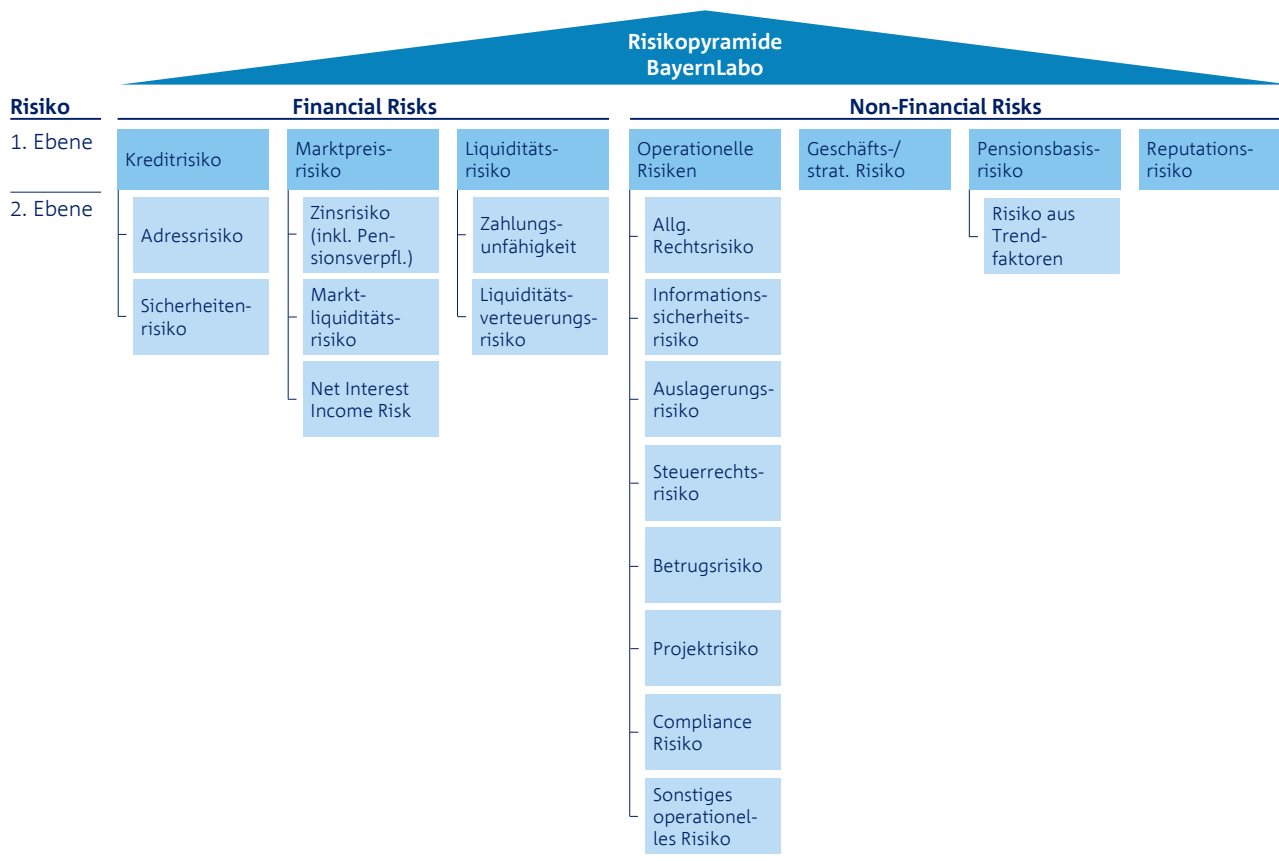 Risikopyramide
BayernLabo
Risiko
Financial Risks
Non-Financial Risks
1. Ebene
Kreditrisiko
Marktpreis-
risiko
Liquiditäts-
risiko
Operationelle
Risiken
Geschäfts-/
strat. Risiko
Pensionsbasis-
risiko
Reputations-
risiko
2. Ebene
Adressrisiko
Sicherheiten-
risiko
Zinsrisiko
(inkl. Pen-
sionsverpfl.)
Markt-
liquiditäts-
risiko
Net Interest
Income Risk
Zahlungs-
unfähigkeit
Liquiditäts-
verteuerungs-
risiko
Allg.
Rechtsrisiko
Informations-
sicherheits-
risiko
Auslagerungs-
risiko
Steuerrechts-
risiko
Betrugsrisiko
Projektrisiko
Compliance
Risiko
Sonstiges
operationel-
les Risiko
Risiko aus
Trend-
faktoren